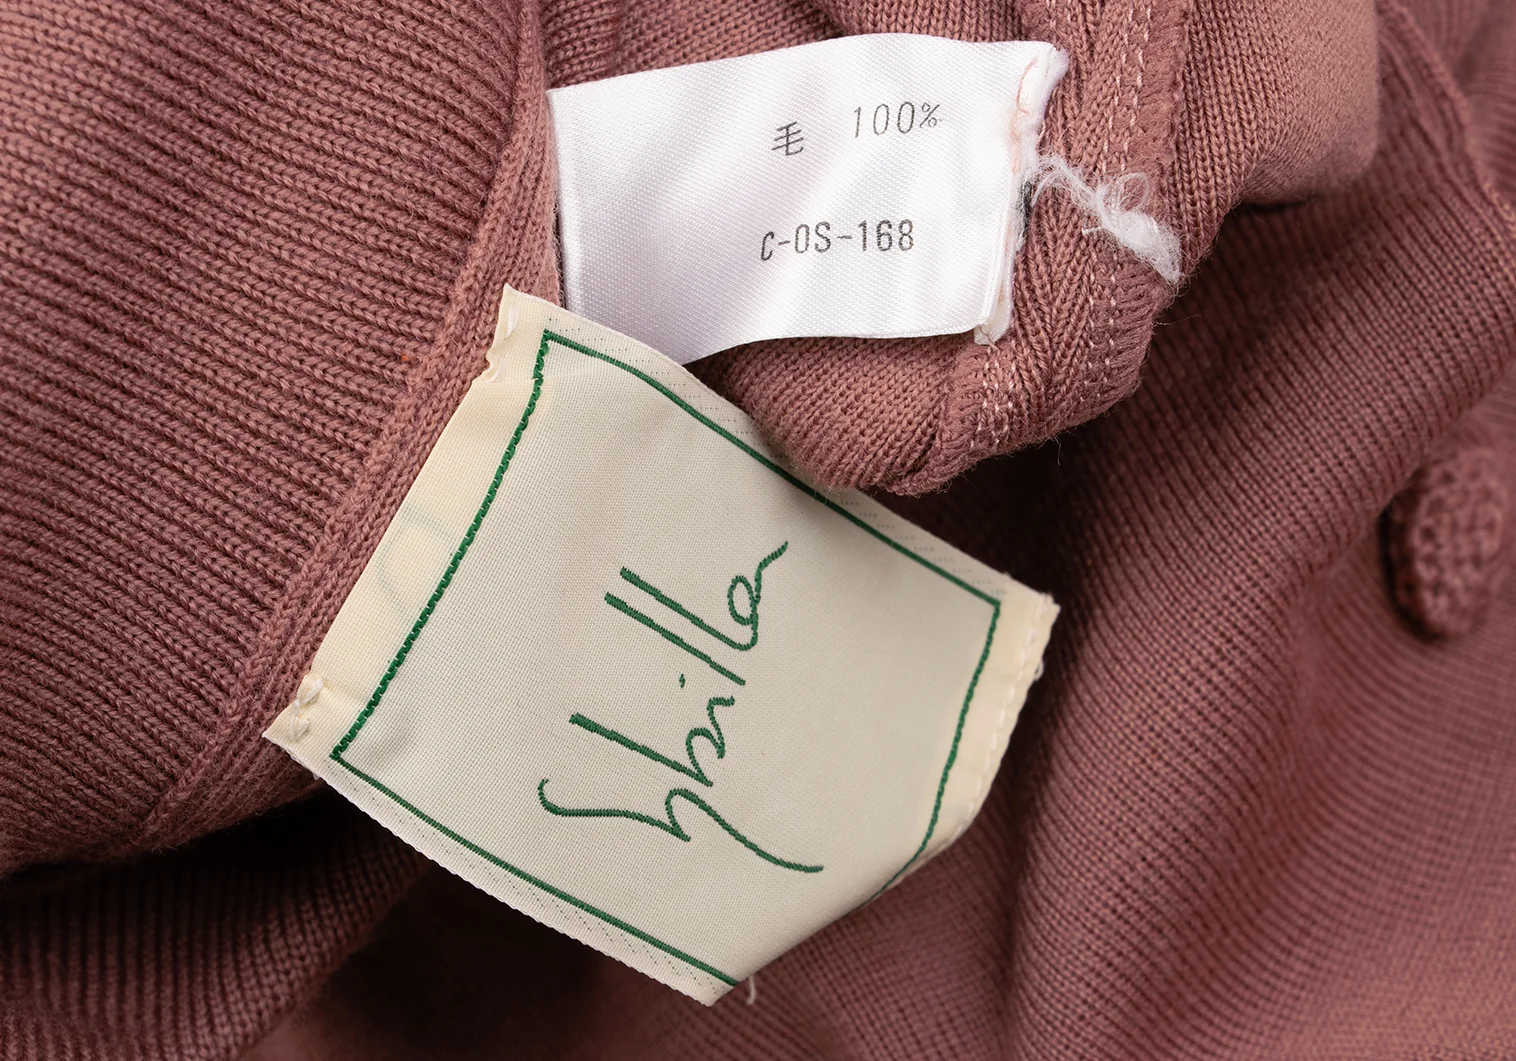 毛 100%
C-OS-168
Sybilla